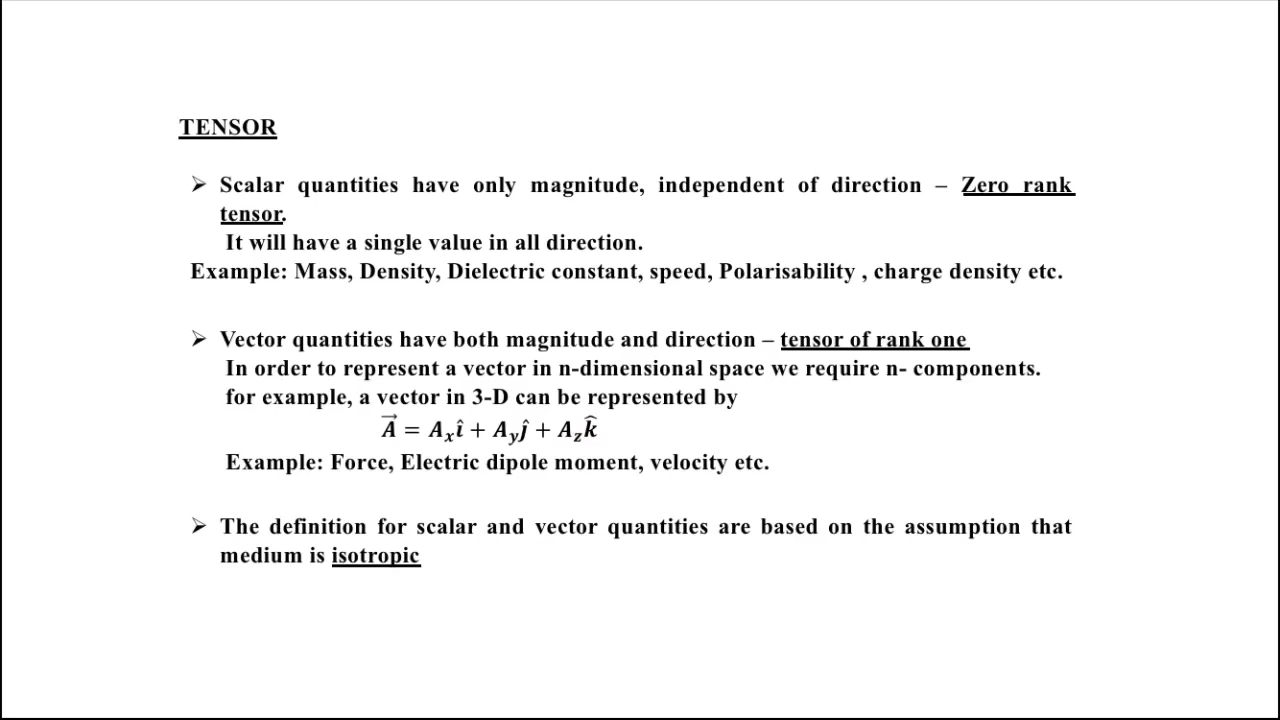 TENSOR
➢ Scalar quantities have only magnitude, independent of direction – Zero rank
tensor.
It will have a single value in all direction.
Example: Mass, Density, Dielectric constant, speed, Polarisability , charge density etc.
➢ Vector quantities have both magnitude and direction – tensor of rank one
In order to represent a vector in n-dimensional space we require n- components.
for example, a vector in 3-D can be represented by
A⃗ = Aₓî + Aᵧĵ + A_z k̂
Example: Force, Electric dipole moment, velocity etc.
➢ The definition for scalar and vector quantities are based on the assumption that
medium is isotropic